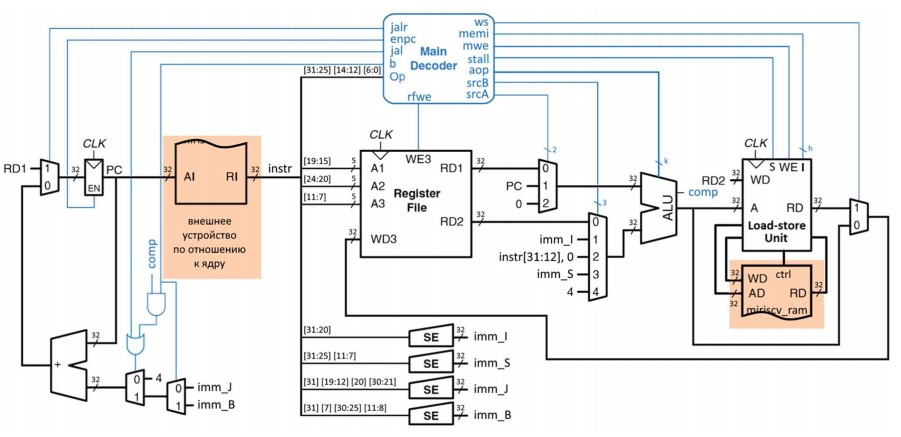 jalr
enpc
jal
b
Op
Main
Decoder
ws
memi
mwe
stall
aop
srcB
srcA
rfwe
[31:25] [14:12] [6:0]
CLK
RD1
1
0
32
PC
EN
32
AI
RI
32
instr
внешнее
устройство
по отношению
к ядру
[19:15]
[24:20]
[11:7]
5
5
5
32
CLK
WE3
A1
A2
A3
WD3
RD1
RD2
Register
File
32
32
2
PC
0
0
1
2
3
imm_I
instr[31:12], 0
imm_S
4
0
1
2
3
4
32
32
k
ALU
comp
CLK
h
S WE I
RD2
32
WD
32
A
RD
32
Load-store
Unit
ctrl
32
WD
32
AD
RD
32
miriscv_ram
1
0
comp
+
32
32
0
1
4
0
1
imm_J
imm_B
[31:20]
SE
32
imm_I
[31:25] [11:7]
SE
32
imm_S
[31] [19:12] [20] [30:21]
SE
32
imm_J
[31] [7] [30:25] [11:8]
SE
32
imm_B